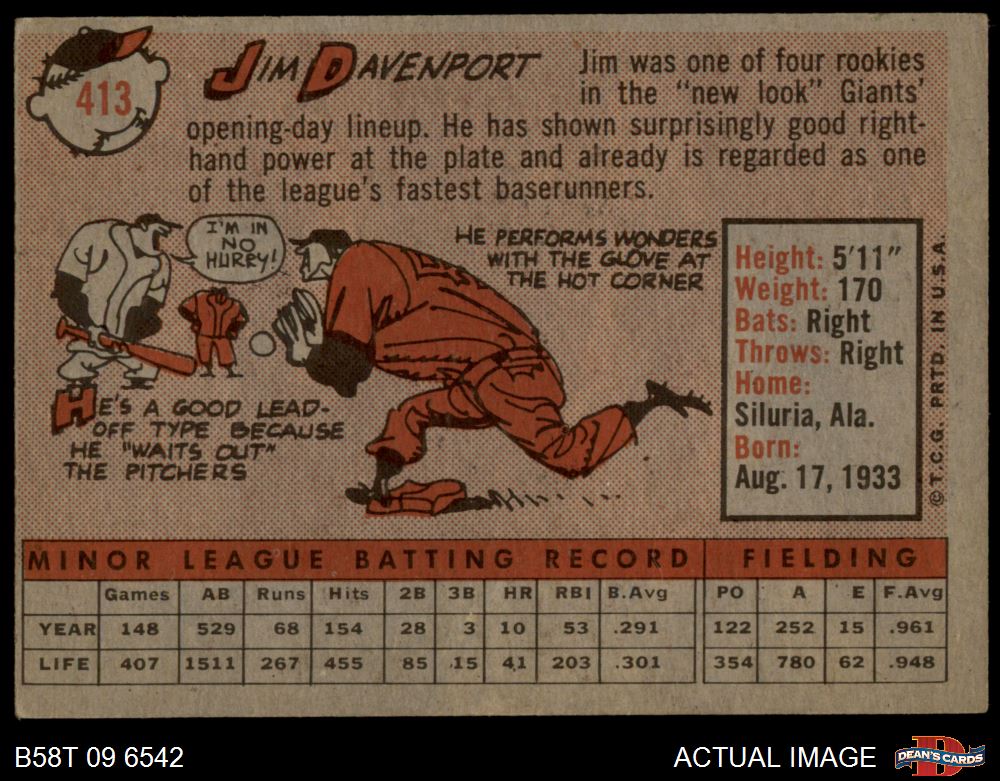 413
JIM DAVENPORT
Jim was one of four rookies
in the "new look" Giants'
opening-day lineup. He has shown surprisingly good right-
hand power at the plate and already is regarded as one
of the league's fastest baserunners.
I'M IN
NO
HURRY!
HE PERFORMS WONDERS
WITH THE GLOVE AT
THE HOT CORNER
HE'S A GOOD LEAD-
OFF TYPE BECAUSE
HE "WAITS OUT"
THE PITCHERS
Height: 5'11"
Weight: 170
Bats: Right
Throws: Right
Home:
Siluria, Ala.
Born:
Aug. 17, 1933
© T.C.G. PRTD. IN U.S.A.
MINOR LEAGUE BATTING RECORD FIELDING
Games AB Runs Hits 2B 3B HR RBI B.Avg PO A E F.Avg
YEAR 148 529 68 154 28 3 10 53 .291 122 252 15 .961
LIFE 407 1511 267 455 85 15 41 203 .301 354 780 62 .948
B58T 09 6542
ACTUAL IMAGE
D
DEAN'S CARDS